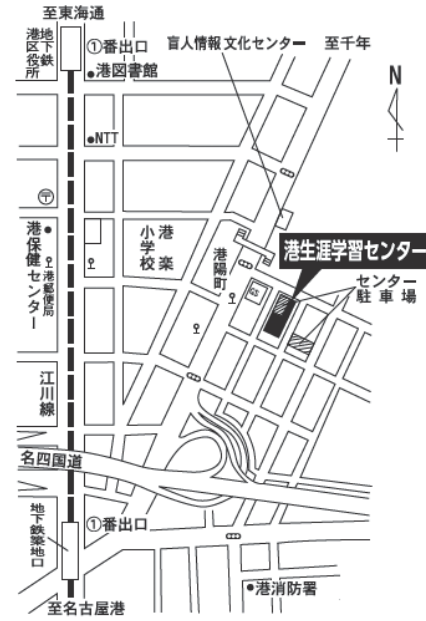 至東海通
地下鉄
港区役所
①番出口
港図書館
盲人情報文化センター
至千年
N
NTT
〒
港楽
小学校
港陽町
港生涯学習センター
GS
センター
駐車場
港保健センター
港郵便局
江川線
名四国道
地下鉄築地口
①番出口
港消防署
至名古屋港